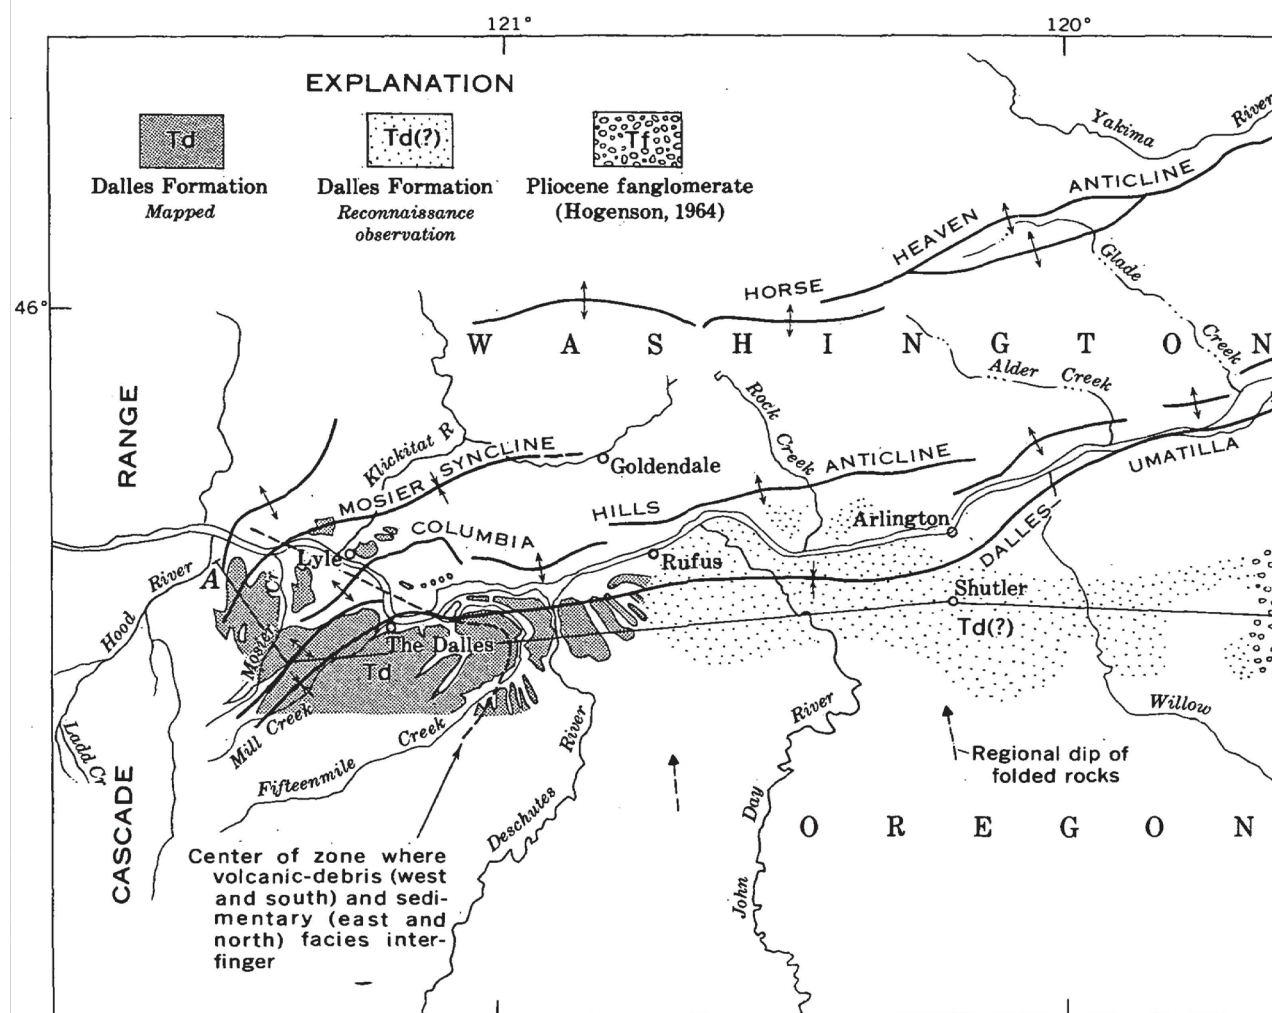 121°
120°
EXPLANATION
Td
Td(?)
Tf
Dalles Formation
Mapped
Dalles Formation
Reconnaissance
observation
Pliocene fanglomerate
(Hogenson, 1964)
Yakima
River
HORSE HEAVEN ANTICLINE
46°
WASHINGTON
Glade
Creek
Alder Creek
Rock
Creek
RANGE
Klickitat R
MOSIER SYNCLINE
Goldendale
COLUMBIA HILLS ANTICLINE
Arlington
DALLES UMATILLA
Lyle
Rufus
A
Hood River
Mosier
Cr
Shutler
Td(?)
The Dalles
Td
Mill Creek
Fifteenmile Creek
Ladd Cr
River
Deschutes
River
Day
John
Willow
Regional dip of
folded rocks
OREGON
CASCADE
Center of zone where
volcanic-debris (west
and south) and sedi-
mentary (east and
north) facies inter-
finger